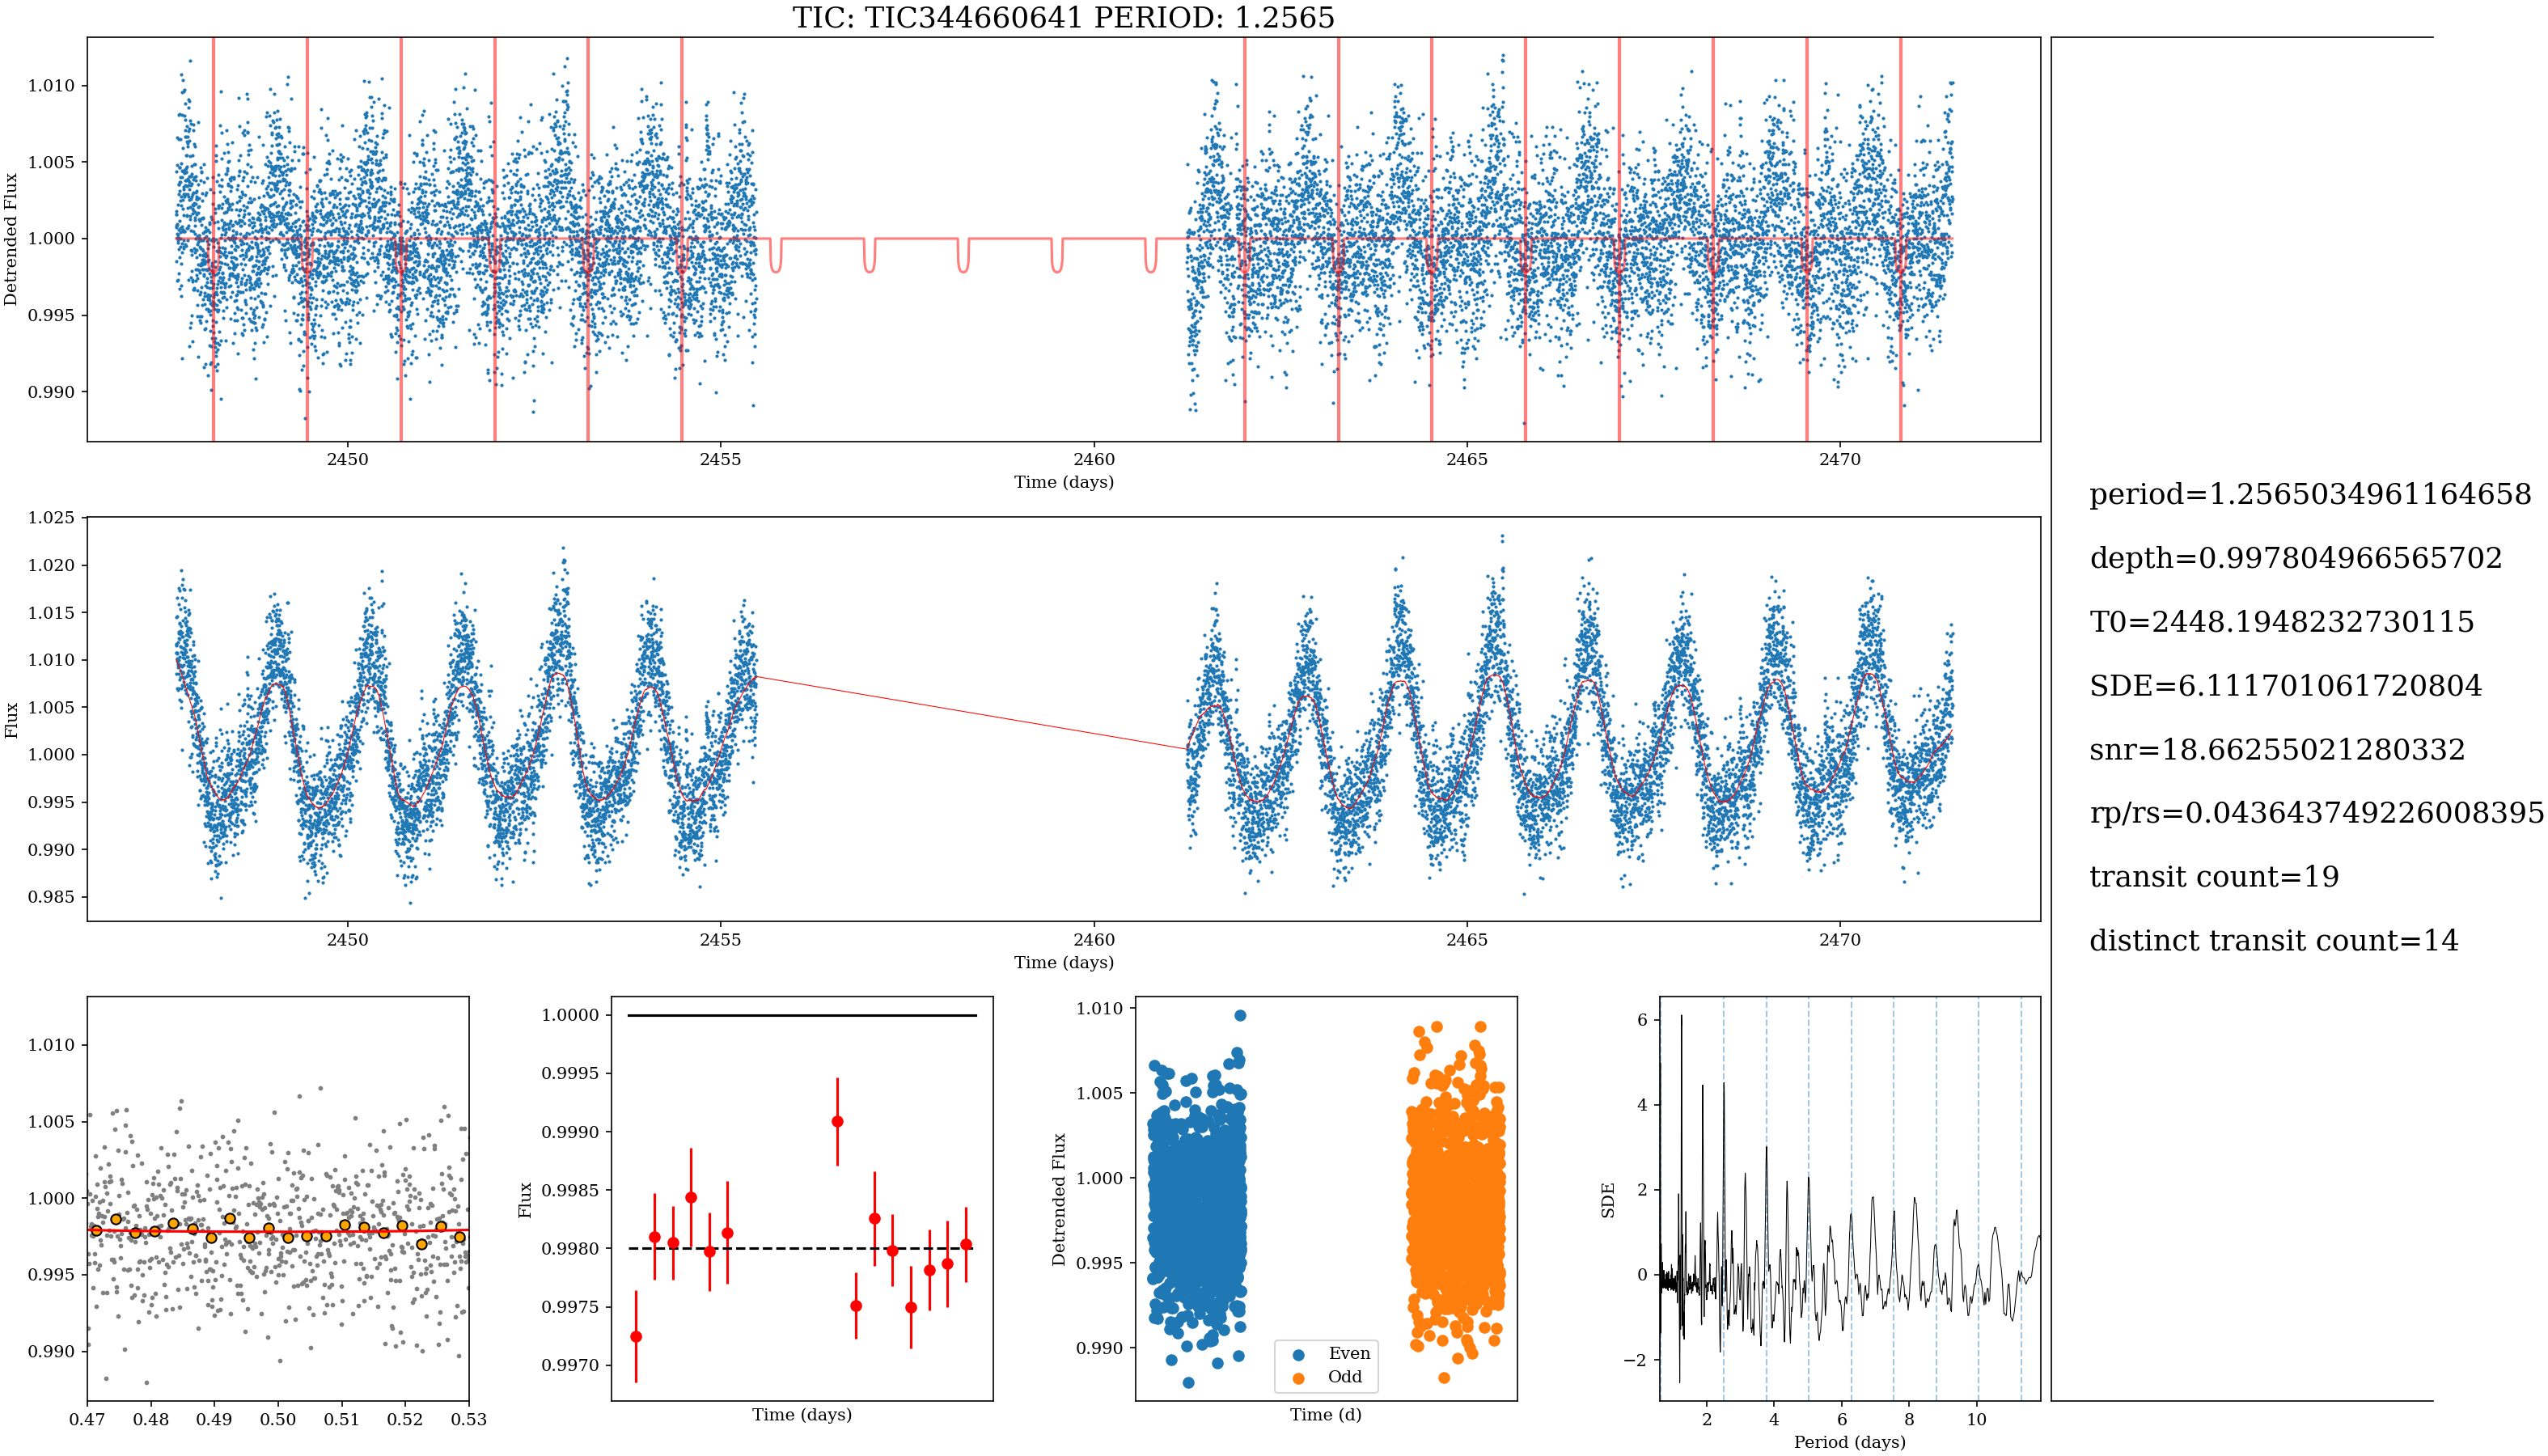 TIC: TIC344660641 PERIOD: 1.2565
1.010
1.005
1.000
0.995
0.990
Detrended Flux
2450 2455 2460 2465 2470
Time (days)
1.025
1.020
1.015
1.010
1.005
1.000
0.995
0.990
0.985
Flux
2450 2455 2460 2465 2470
Time (days)
period=1.2565034961164658
depth=0.997804966565702
T0=2448.1948232730115
SDE=6.111701061720804
snr=18.66255021280332
rp/rs=0.043643749226008395
transit count=19
distinct transit count=14
1.010
1.005
1.000
0.995
0.990
0.47 0.48 0.49 0.50 0.51 0.52 0.53
1.0000
0.9995
0.9990
0.9985
0.9980
0.9975
0.9970
Flux
Time (days)
1.010
1.005
1.000
0.995
0.990
Detrended Flux
Even
Odd
Time (d)
6
4
2
0
−2
SDE
2 4 6 8 10
Period (days)